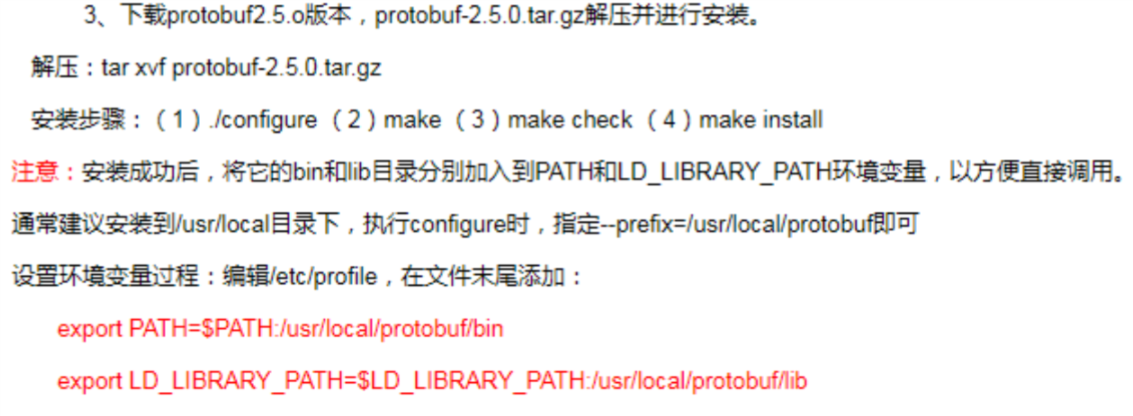 3、下载protobuf2.5.o版本，protobuf-2.5.0.tar.gz解压并进行安装。
解压：tar xvf protobuf-2.5.0.tar.gz
安装步骤：（1）./configure （2）make （3）make check （4）make install
注意：安装成功后，将它的bin和lib目录分别加入到PATH和LD_LIBRARY_PATH环境变量，以方便直接调用。
通常建议安装到/usr/local目录下，执行configure时，指定--prefix=/usr/local/protobuf即可
设置环境变量过程：编辑/etc/profile，在文件末尾添加：
export PATH=$PATH:/usr/local/protobuf/bin
export LD_LIBRARY_PATH=$LD_LIBRARY_PATH:/usr/local/protobuf/lib